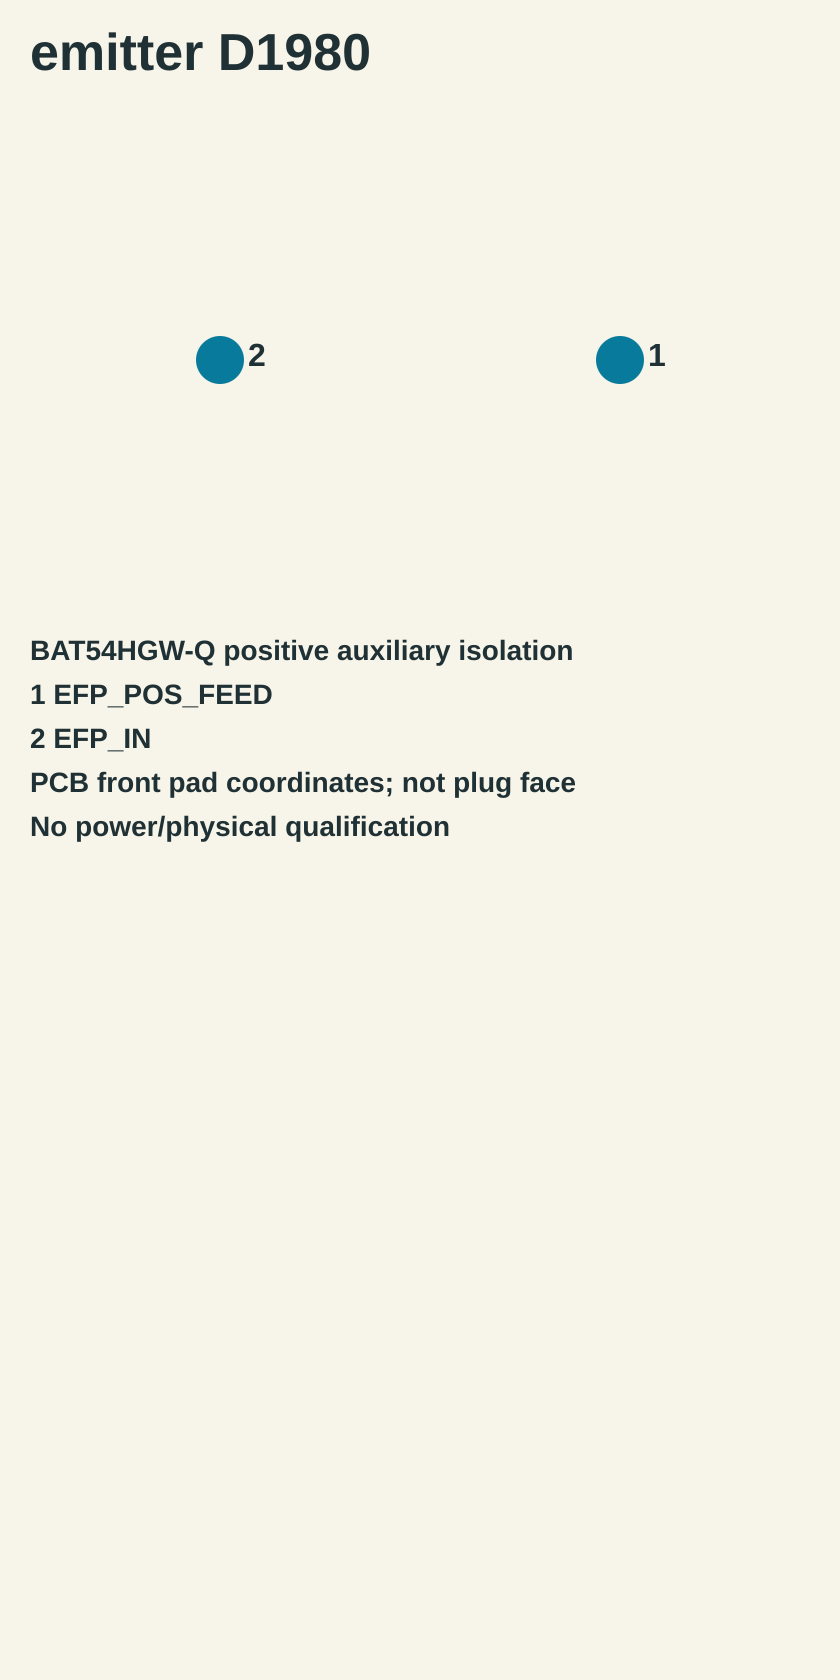 emitter D1980
2
1
BAT54HGW-Q positive auxiliary isolation
1 EFP_POS_FEED
2 EFP_IN
PCB front pad coordinates; not plug face
No power/physical qualification